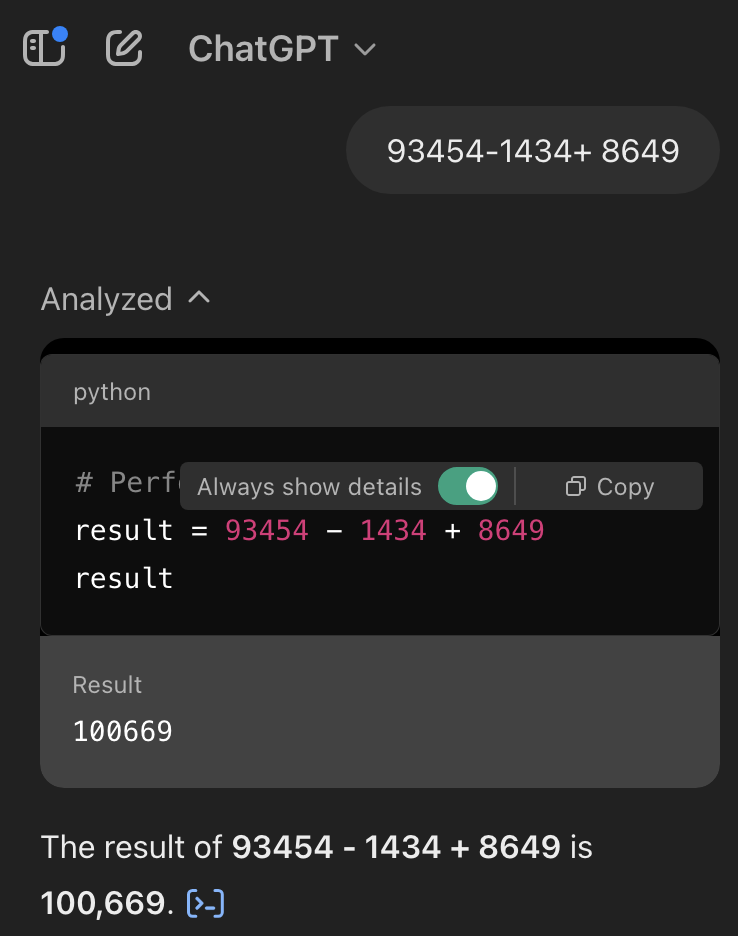 ChatGPT
93454-1434+ 8649
Analyzed
python
# Perf
Always show details
Copy
result = 93454 - 1434 + 8649
result
Result
100669
The result of 93454 - 1434 + 8649 is
100,669.